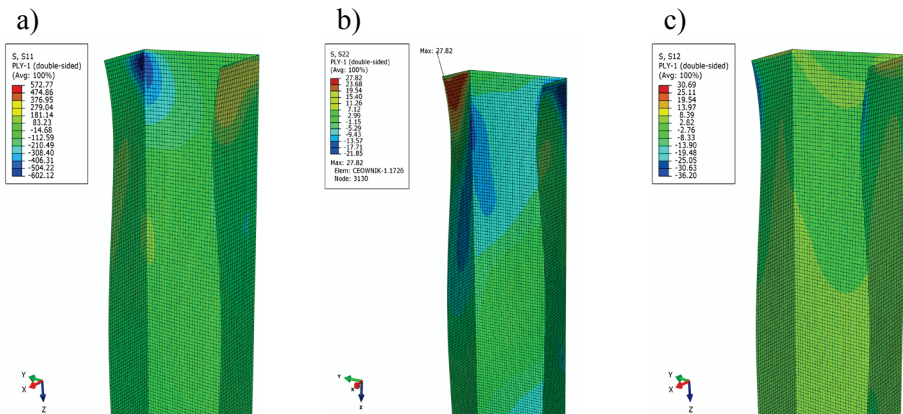 a)
S, S11
PLY-1 (double-sided)
(Avg: 100%)
572.77
474.86
376.95
279.04
181.14
83.23
-14.68
-112.59
-210.49
-308.40
-406.31
-504.22
-602.12
Y
X
Z
b)
Max: 27.82
S, S22
PLY-1 (double-sided)
(Avg: 100%)
27.82
23.68
19.54
15.40
11.26
7.12
2.99
-1.15
-5.29
-9.43
-13.57
-17.71
-21.85
Max: 27.82
Elem: CEOWNIK-1.1726
Node: 3130
Y
X
Z
c)
S, S12
PLY-1 (double-sided)
(Avg: 100%)
30.69
25.11
19.54
13.97
8.39
2.82
-2.76
-8.33
-13.90
-19.48
-25.05
-30.63
-36.20
Y
X
Z